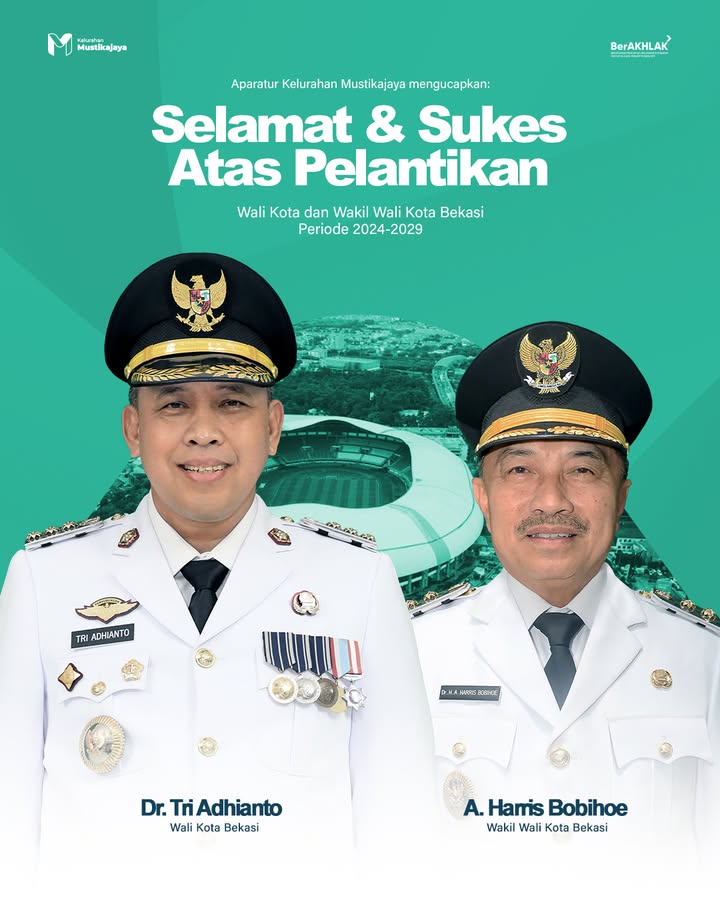 Kelurahan
Mustikajaya
BerAKHLAK
Aparatur Kelurahan Mustikajaya mengucapkan:
Selamat & Sukes
Atas Pelantikan
Wali Kota dan Wakil Wali Kota Bekasi
Periode 2024-2029
TRI ADHIANTO
Dr. H. A. HARRIS BOBIHOE
Dr. Tri Adhianto
Wali Kota Bekasi
A. Harris Bobihoe
Wakil Wali Kota Bekasi